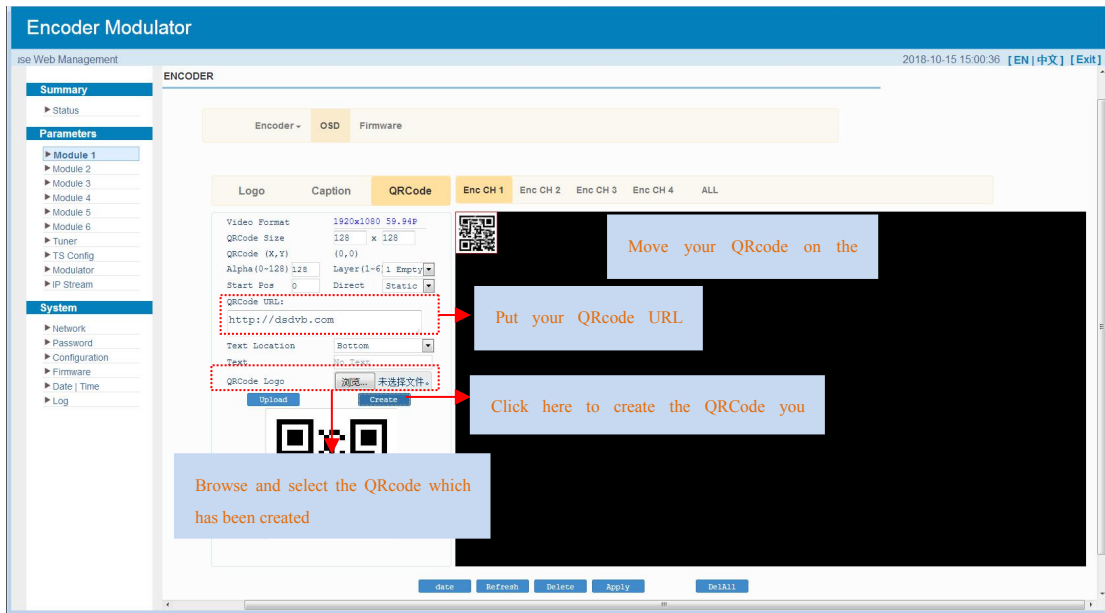 Encoder Modulator
ise Web Management
2018-10-15 15:00:36 [ EN | 中文 ] [ Exit ]
ENCODER
Summary
Status
Parameters
Module 1
Module 2
Module 3
Module 4
Module 5
Module 6
Tuner
TS Config
Modulator
IP Stream
System
Network
Password
Configuration
Firmware
Date | Time
Log
Encoder OSD Firmware
Logo Caption QRCode Enc CH 1 Enc CH 2 Enc CH 3 Enc CH 4 ALL
Video Format 1920x1080 59.94P
QRCode Size 128 x 128
QRCode (X,Y) (0,0)
Alpha(0-128) 128 Layer(1-6 1 Empty
Start Pos 0 Direct Static
QRCode URL:
http://dsdvb.com
Text Location Bottom
Text No Text
QRCode Logo 浏览... 未选择文件。
Upload Create
Move your QRcode on the
Put your QRcode URL
Click here to create the QRCode you
Browse and select the QRcode which
has been created
date Refresh Delete Apply DelAll